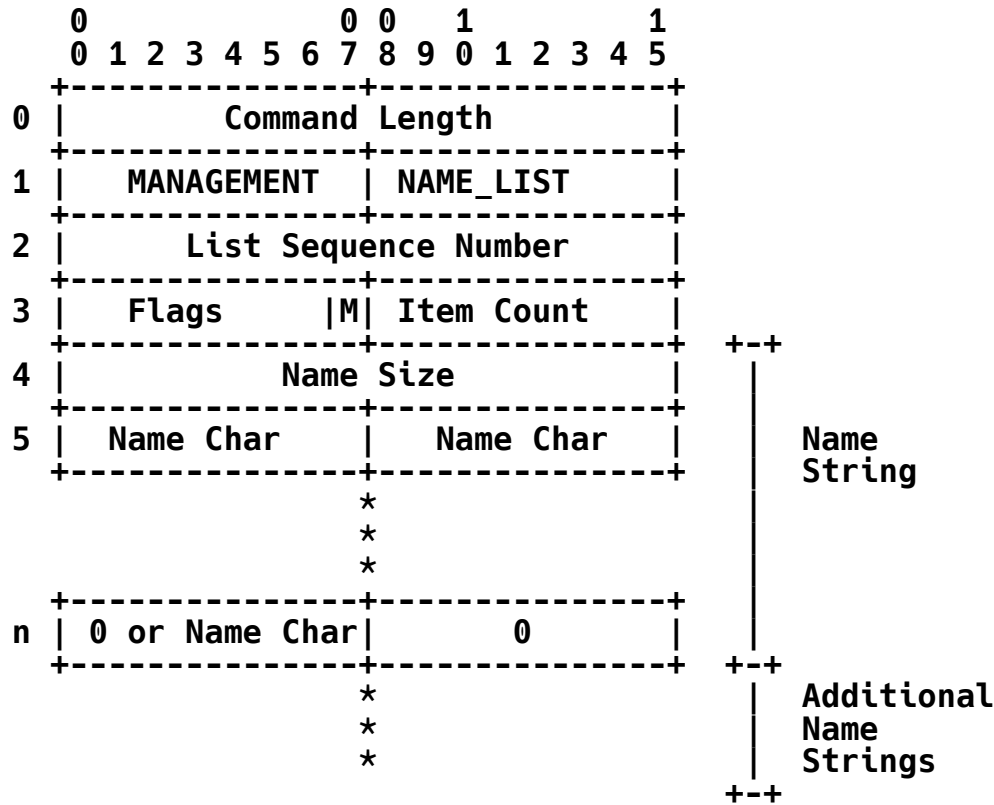 0             0 0   1         1
                 0 1 2 3 4 5 6 7 8 9 0 1 2 3 4 5
                +---------------+---------------+
              0 |        Command Length         |
                +---------------+---------------+
              1 |   MANAGEMENT  | NAME_LIST     |
                +---------------+---------------+
              2 |      List Sequence Number     |
                +---------------+---------------+
              3 |   Flags     |M| Item Count    |
                +---------------+---------------+  +-+
              4 |           Name Size           |   |
                +---------------+---------------+   |
              5 |  Name Char    |   Name Char   |   |  Name
                +---------------+---------------+   |  String
                                *                   |
                                *                   |
                                *                   |
                +---------------+---------------+   |
              n | 0 or Name Char|       0       |   |
                +---------------+---------------+  +-+
                                *                   |  Additional
                                *                   |  Name
                                *                   |  Strings
                                                   +-+